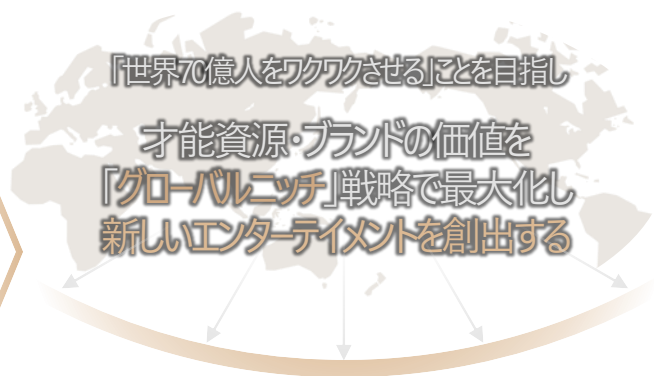 「世界70億人をワクワクさせる」ことを目指し
才能資源・ブランドの価値を
「グローバルニッチ」戦略で最大化し
新しいエンターテイメントを創出する